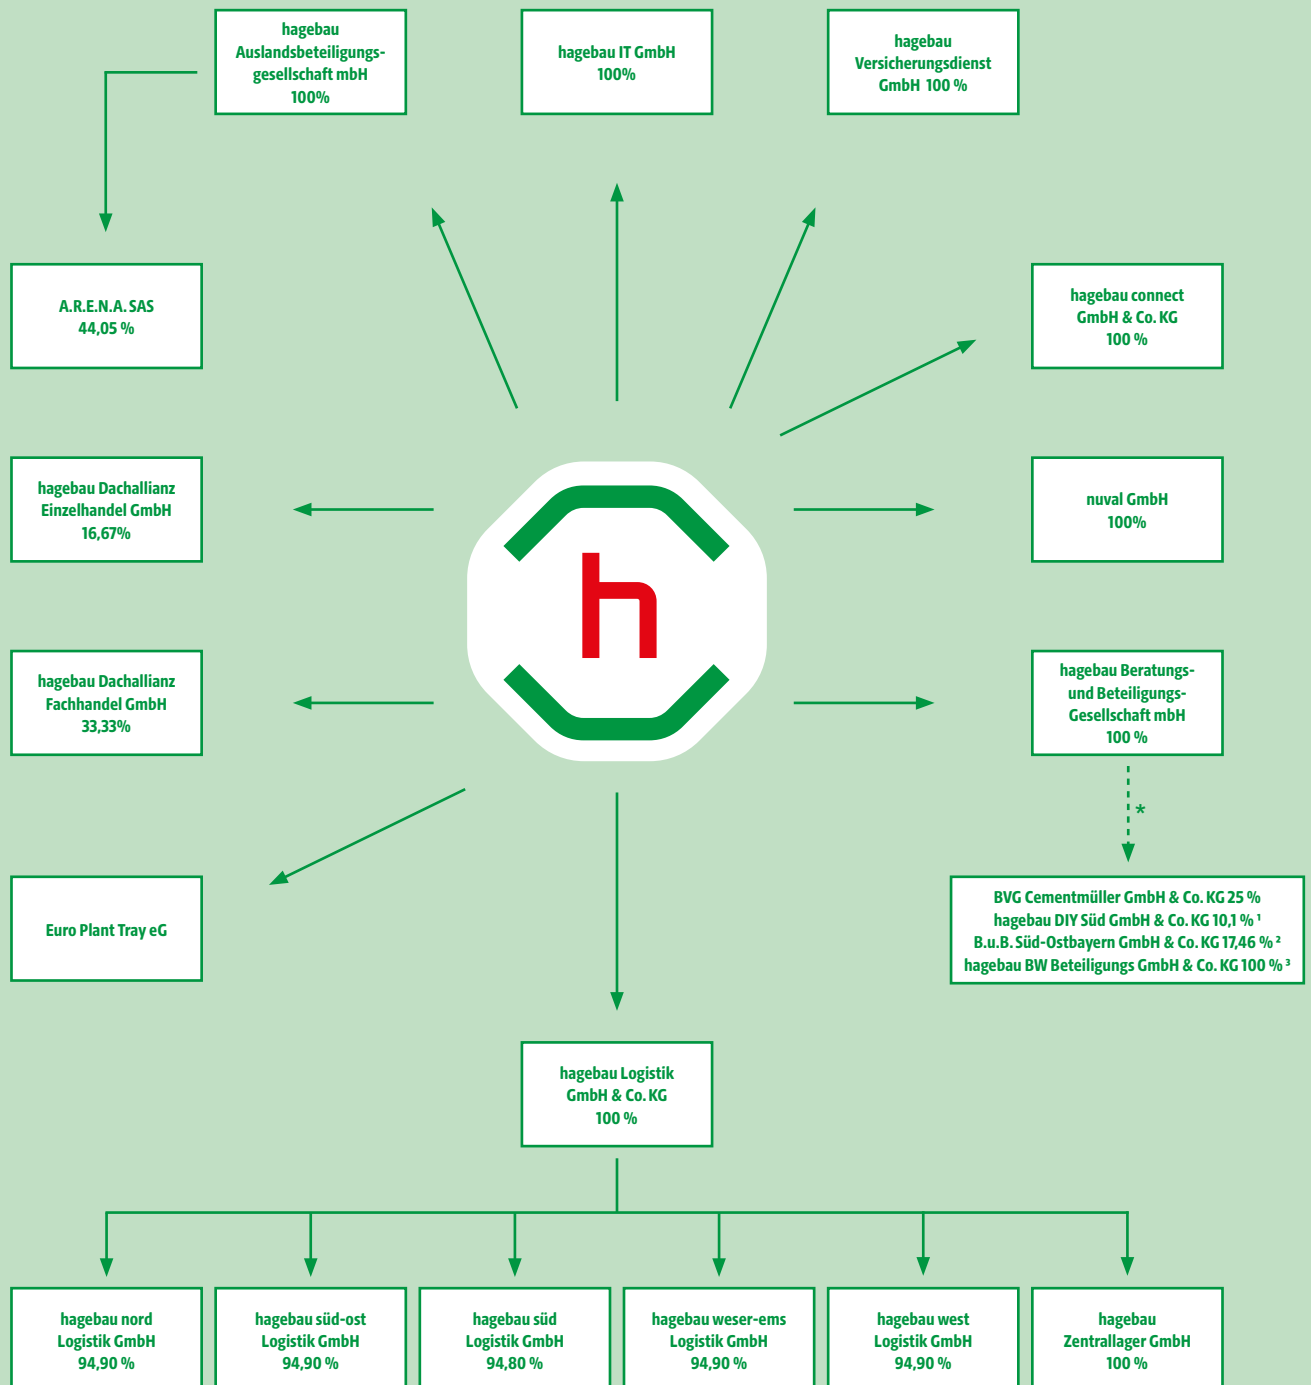 hagebau
Auslandsbeteiligungs-
gesellschaft mbH
100%
hagebau IT GmbH
100%
hagebau
Versicherungsdienst
GmbH 100 %
A.R.E.N.A. SAS
44,05 %
hagebau connect
GmbH & Co. KG
100 %
hagebau Dachallianz
Einzelhandel GmbH
16,67%
nuval GmbH
100%
h
hagebau Dachallianz
Fachhandel GmbH
33,33%
hagebau Beratungs-
und Beteiligungs-
Gesellschaft mbH
100 %
*
Euro Plant Tray eG
BVG Cementmüller GmbH & Co. KG 25 %
hagebau DIY Süd GmbH & Co. KG 10,1 % ¹
B.u.B. Süd-Ostbayern GmbH & Co. KG 17,46 % ²
hagebau BW Beteiligungs GmbH & Co. KG 100 % ³
hagebau Logistik
GmbH & Co. KG
100 %
hagebau nord
Logistik GmbH
94,90 %
hagebau süd-ost
Logistik GmbH
94,90 %
hagebau süd
Logistik GmbH
94,80 %
hagebau weser-ems
Logistik GmbH
94,90 %
hagebau west
Logistik GmbH
94,90 %
hagebau
Zentrallager GmbH
100 %